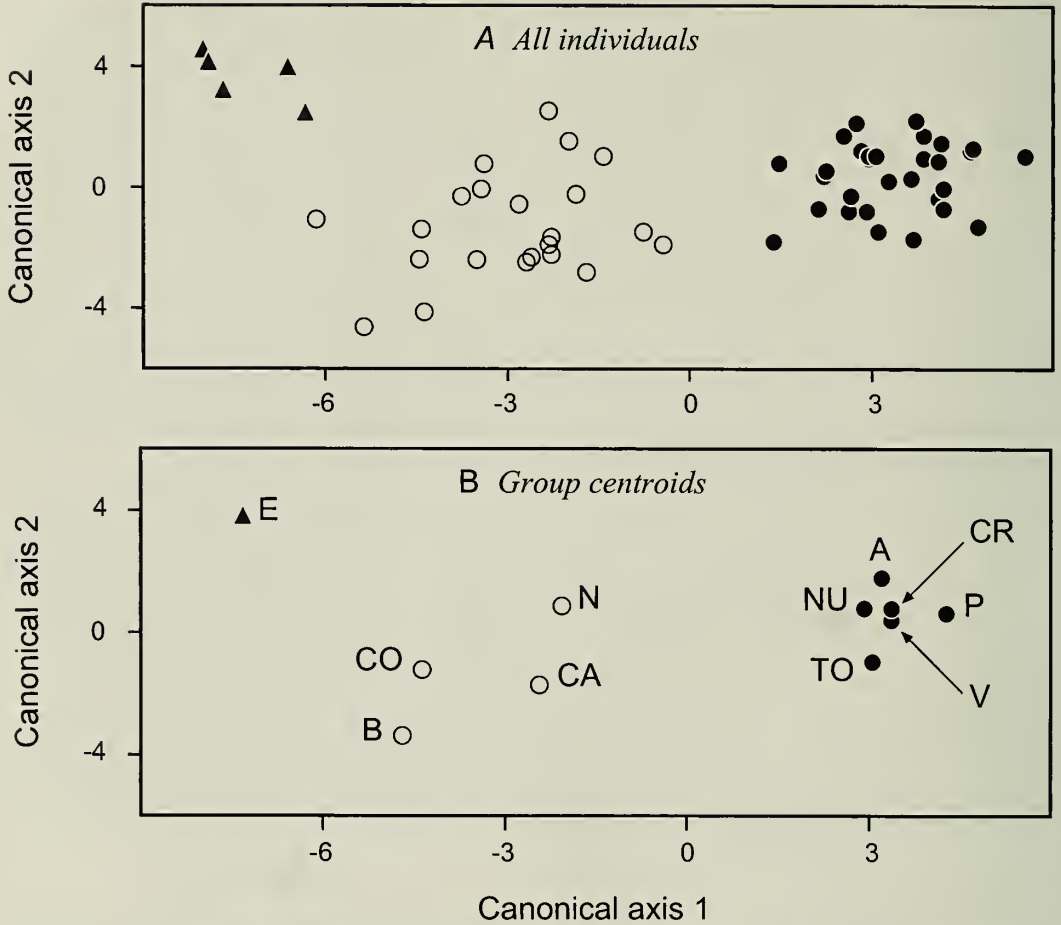 A All individuals
Canonical axis 2
4
0
-4
-6
-3
0
3
B Group centroids
Canonical axis 2
4
0
-4
E
N
CO
CA
B
A
CR
NU
P
TO
V
-6
-3
0
3
Canonical axis 1